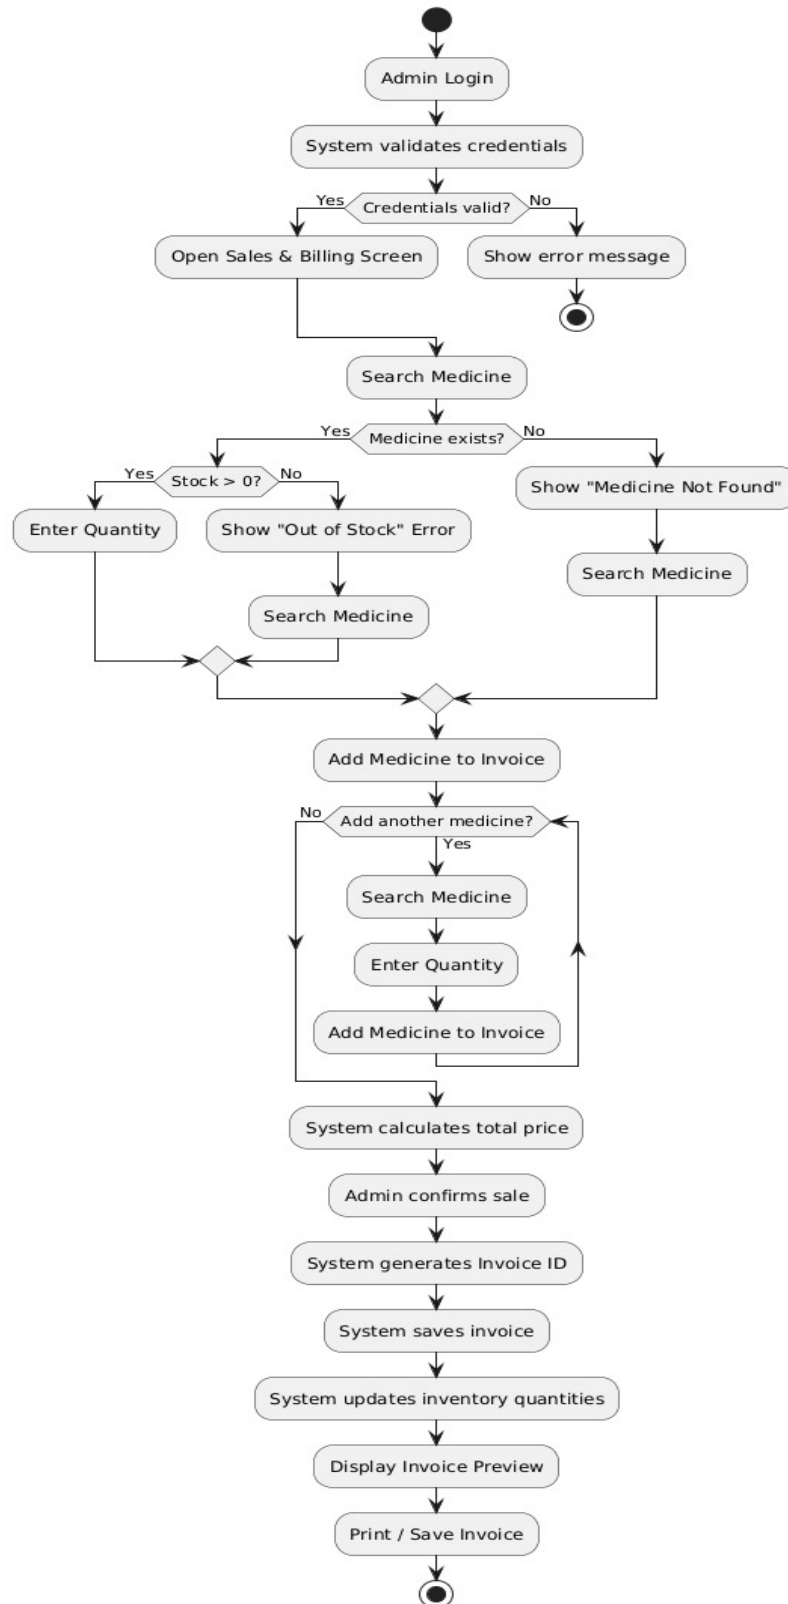 Admin Login
System validates credentials
Yes
Credentials valid?
No
Open Sales & Billing Screen
Show error message
Search Medicine
Yes
Medicine exists?
No
Yes
Stock > 0?
No
Show "Medicine Not Found"
Enter Quantity
Show "Out of Stock" Error
Search Medicine
Search Medicine
Add Medicine to Invoice
No
Add another medicine?
Yes
Search Medicine
Enter Quantity
Add Medicine to Invoice
System calculates total price
Admin confirms sale
System generates Invoice ID
System saves invoice
System updates inventory quantities
Display Invoice Preview
Print / Save Invoice